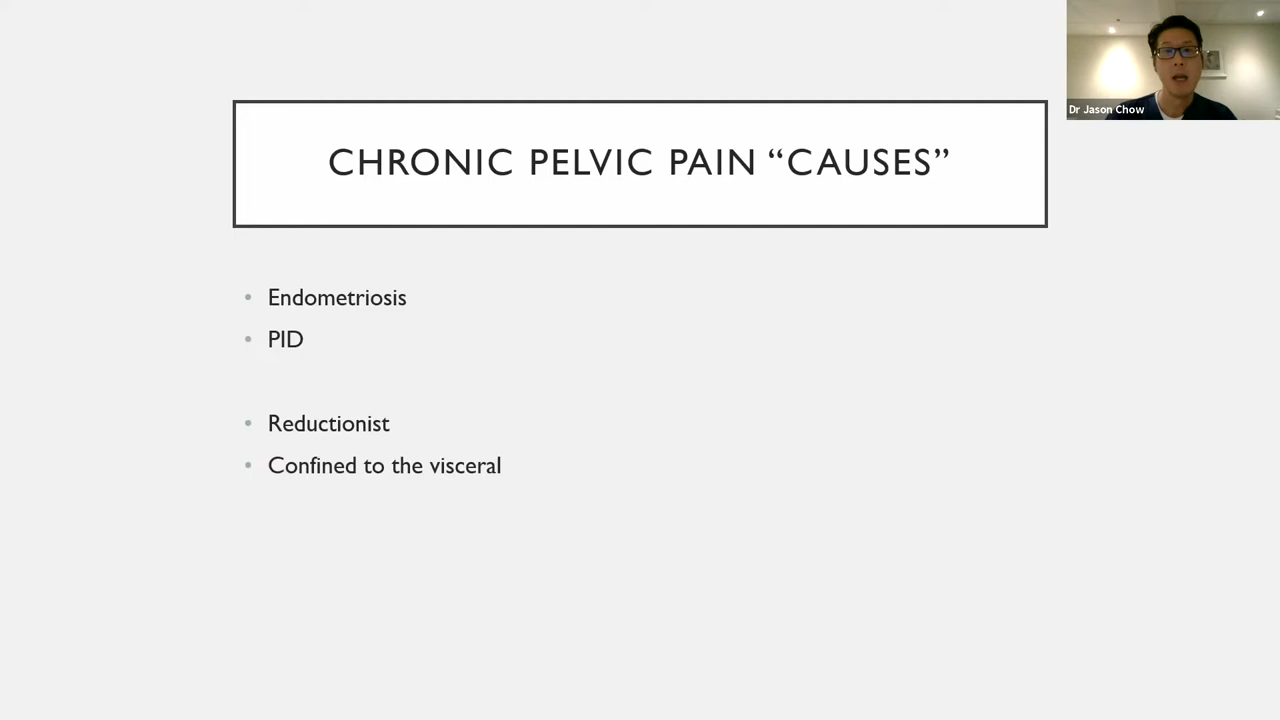 Dr Jason Chow
CHRONIC PELVIC PAIN “CAUSES”
• Endometriosis
• PID
• Reductionist
• Confined to the visceral